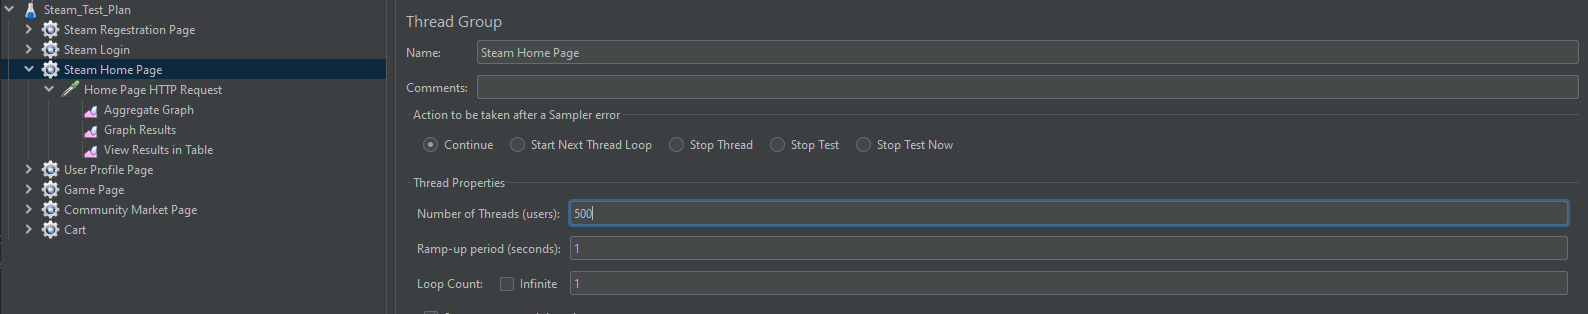 Steam_Test_Plan
Steam Regestration Page
Steam Login
Steam Home Page
Home Page HTTP Request
Aggregate Graph
Graph Results
View Results in Table
User Profile Page
Game Page
Community Market Page
Cart
Thread Group
Name: Steam Home Page
Comments:
Action to be taken after a Sampler error
Continue Start Next Thread Loop Stop Thread Stop Test Stop Test Now
Thread Properties
Number of Threads (users): 500
Ramp-up period (seconds): 1
Loop Count: Infinite 1